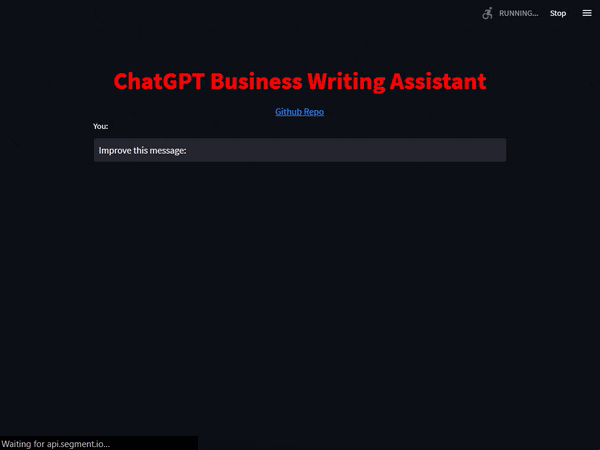 RUNNING...
Stop
ChatGPT Business Writing Assistant
Github Repo
You:
Improve this message:
Waiting for api.segment.io...